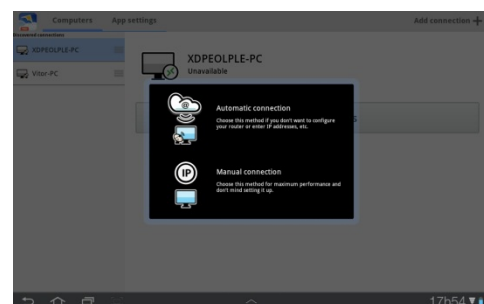 Computers
App settings
Add connection
Discovered connections
XDPEOLPLE-PC
Vitor-PC
XDPEOLPLE-PC
Unavailable
Automatic connection
Choose this method if you don't want to configure
your router or enter IP addresses, etc.
IP
Manual connection
Choose this method for maximum performance and
don't mind setting it up.
17h54